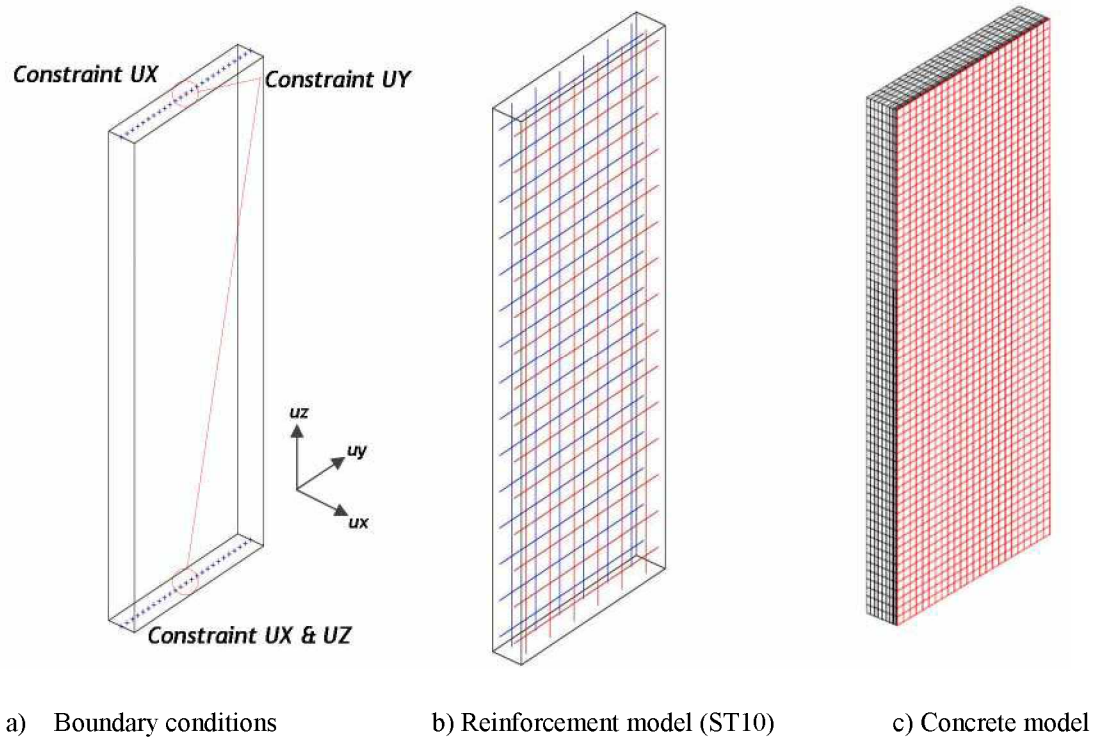 Constraint UX
Constraint UY
uz
uy
ux
Constraint UX & UZ
a) Boundary conditions
b) Reinforcement model (ST10)
c) Concrete model